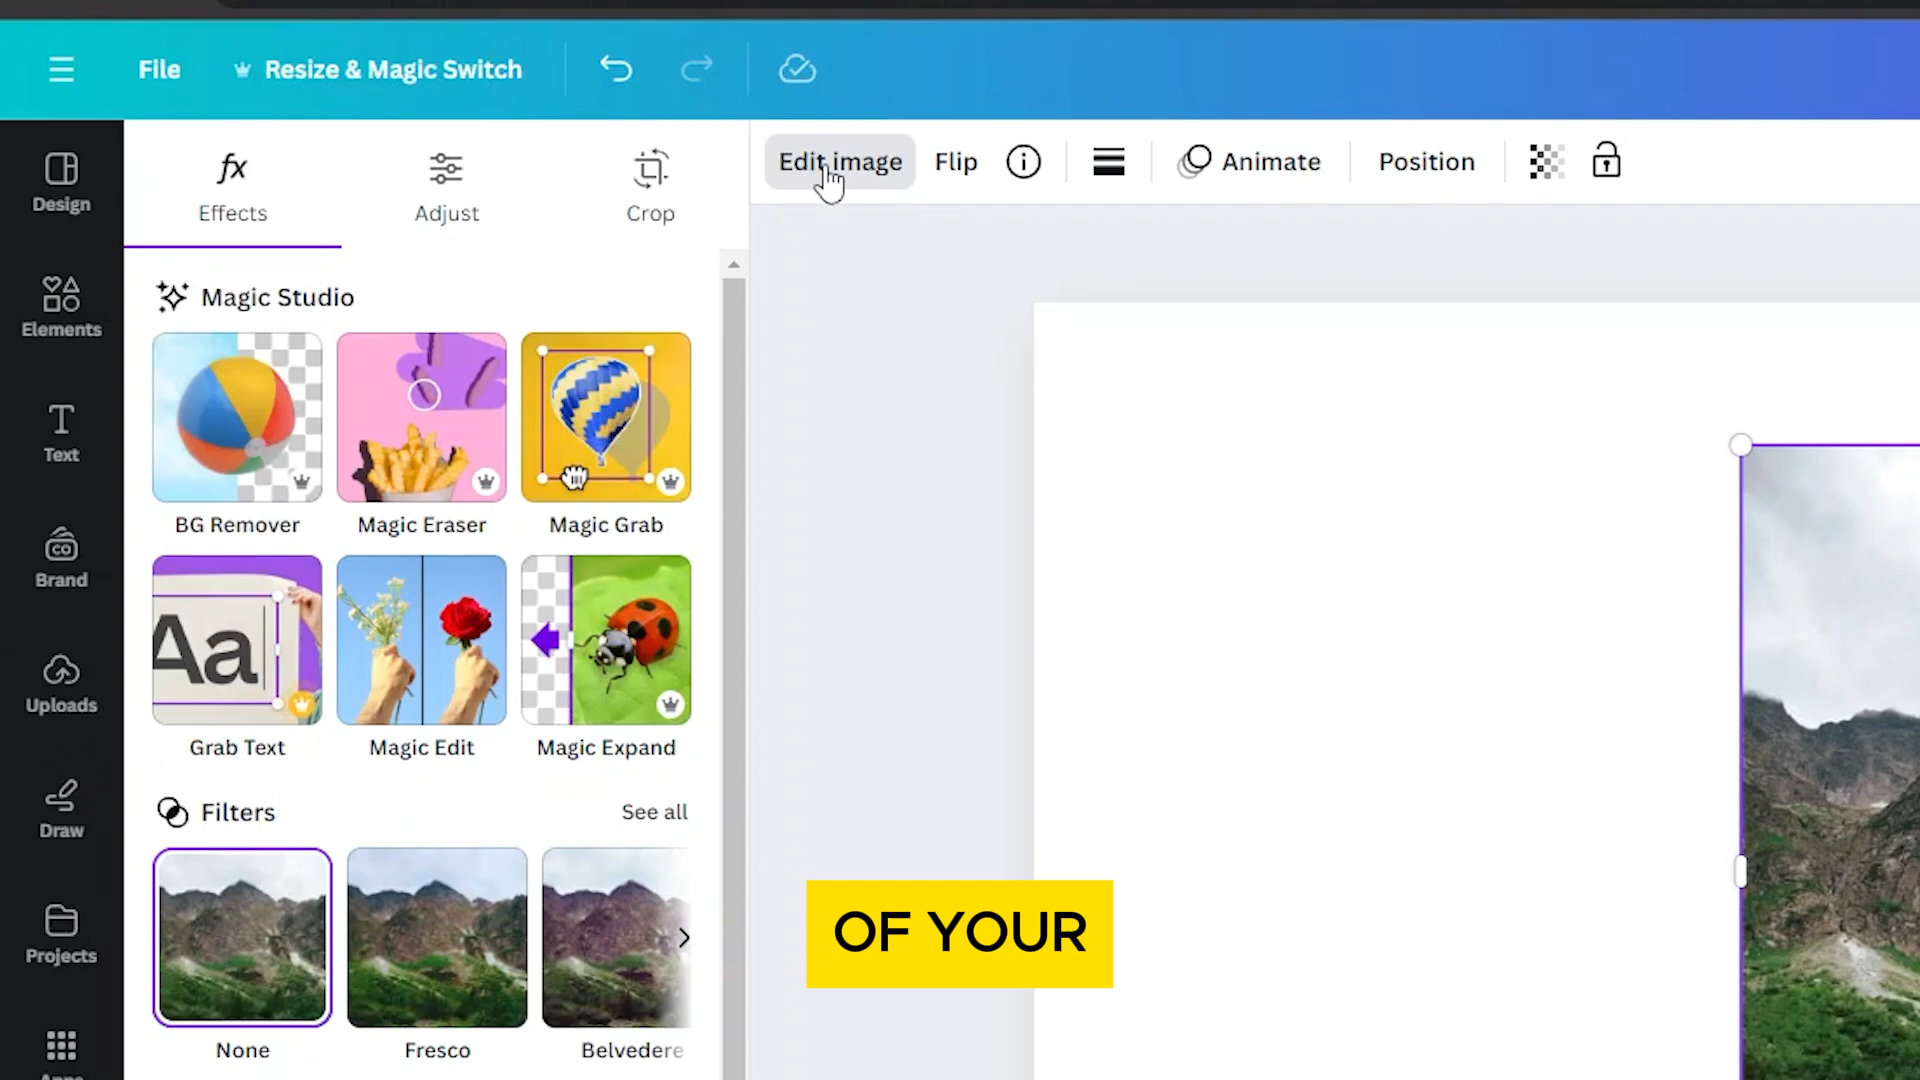 File
Resize & Magic Switch
Design
Elements
Text
Brand
Uploads
Draw
Projects
fx
Effects
Adjust
Crop
Edit image
Flip
Animate
Position
Magic Studio
BG Remover
Magic Eraser
Magic Grab
Aa
Grab Text
Magic Edit
Magic Expand
Filters
See all
None
Fresco
Belvedere
OF YOUR